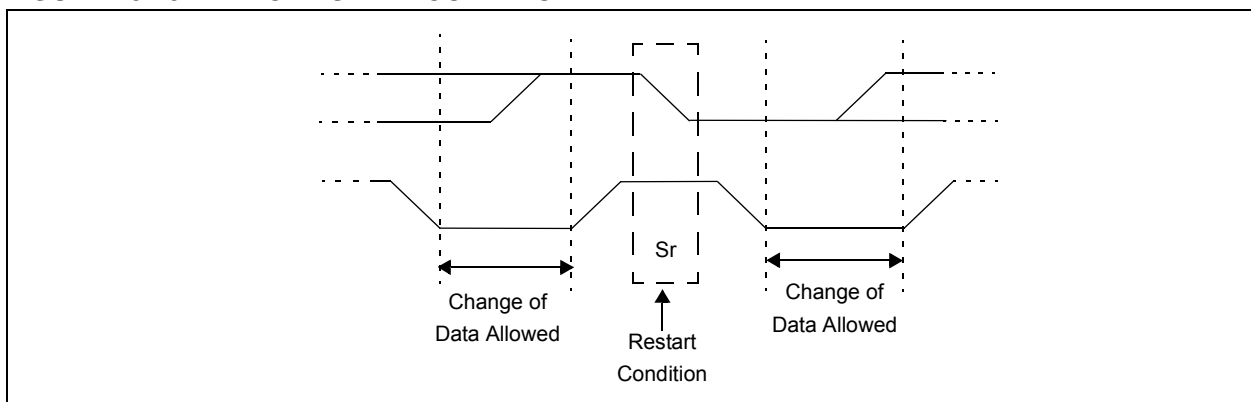 Sr
Change of
Data Allowed
Restart
Condition
Change of
Data Allowed